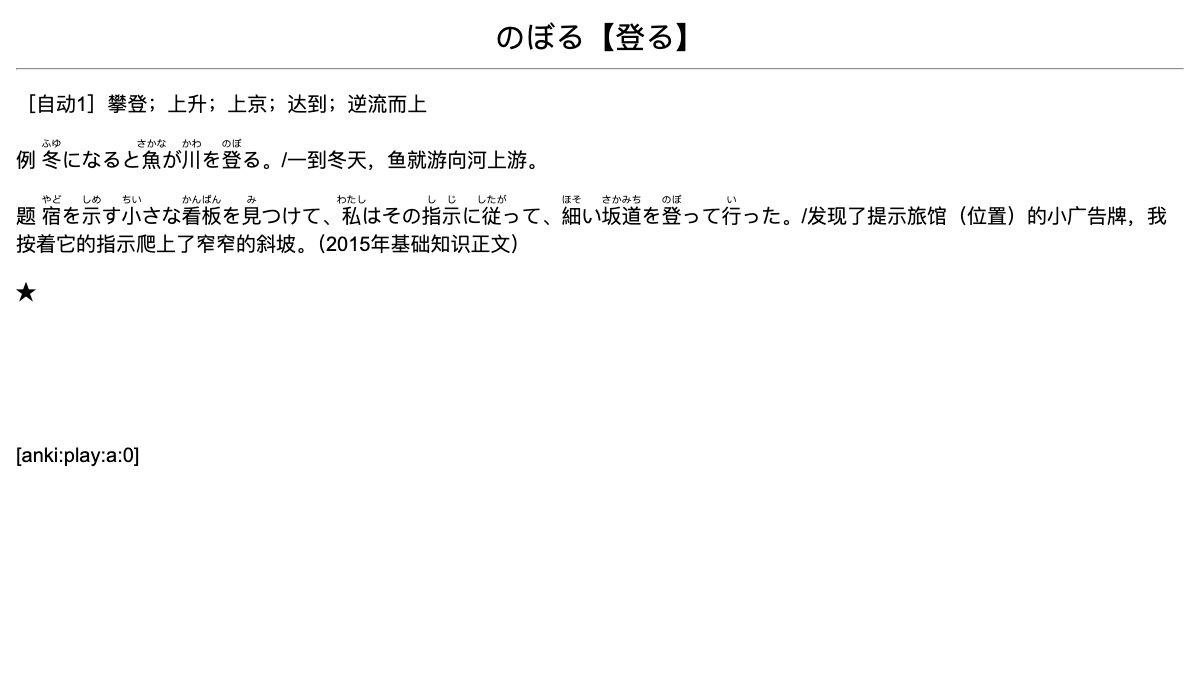 のぼる【登る】
［自动1］攀登；上升；上京；达到；逆流而上
ふゆ さかな かわ のぼ
例 冬になると魚が川を登る。/一到冬天，鱼就游向河上游。
やど しめ ちい かんばん み わたし し じ したが ほそ さかみち のぼ い
题 宿を示す小さな看板を見つけて、私はその指示に従って、細い坂道を登って行った。/发现了提示旅馆（位置）的小广告牌，我
按着它的指示爬上了窄窄的斜坡。（2015年基础知识正文）
★
[anki:play:a:0]